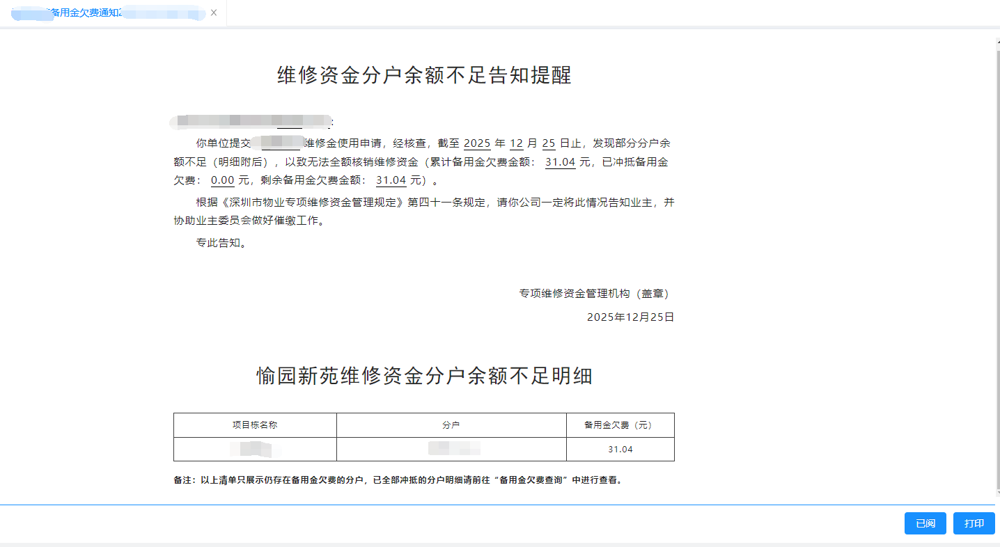 备用金欠费通知2
维修资金分户余额不足告知提醒
:
你单位提交 维修金使用申请，经核查，截至 2025 年 12 月 25 日止，发现部分分户余
额不足（明细附后），以致无法全额核销维修资金（累计备用金欠费金额： 31.04 元，已冲抵备用金
欠费： 0.00 元，剩余备用金欠费金额： 31.04 元）。
根据《深圳市物业专项维修资金管理规定》第四十一条规定，请你公司一定将此情况告知业主，并
协助业主委员会做好催缴工作。
专此告知。
专项维修资金管理机构（盖章）
2025年12月25日
愉园新苑维修资金分户余额不足明细
项目栋名称 分户 备用金欠费（元）
31.04
备注：以上清单只展示仍存在备用金欠费的分户，已全部冲抵的分户明细请前往“备用金欠费查询”中进行查看。
已阅 打印